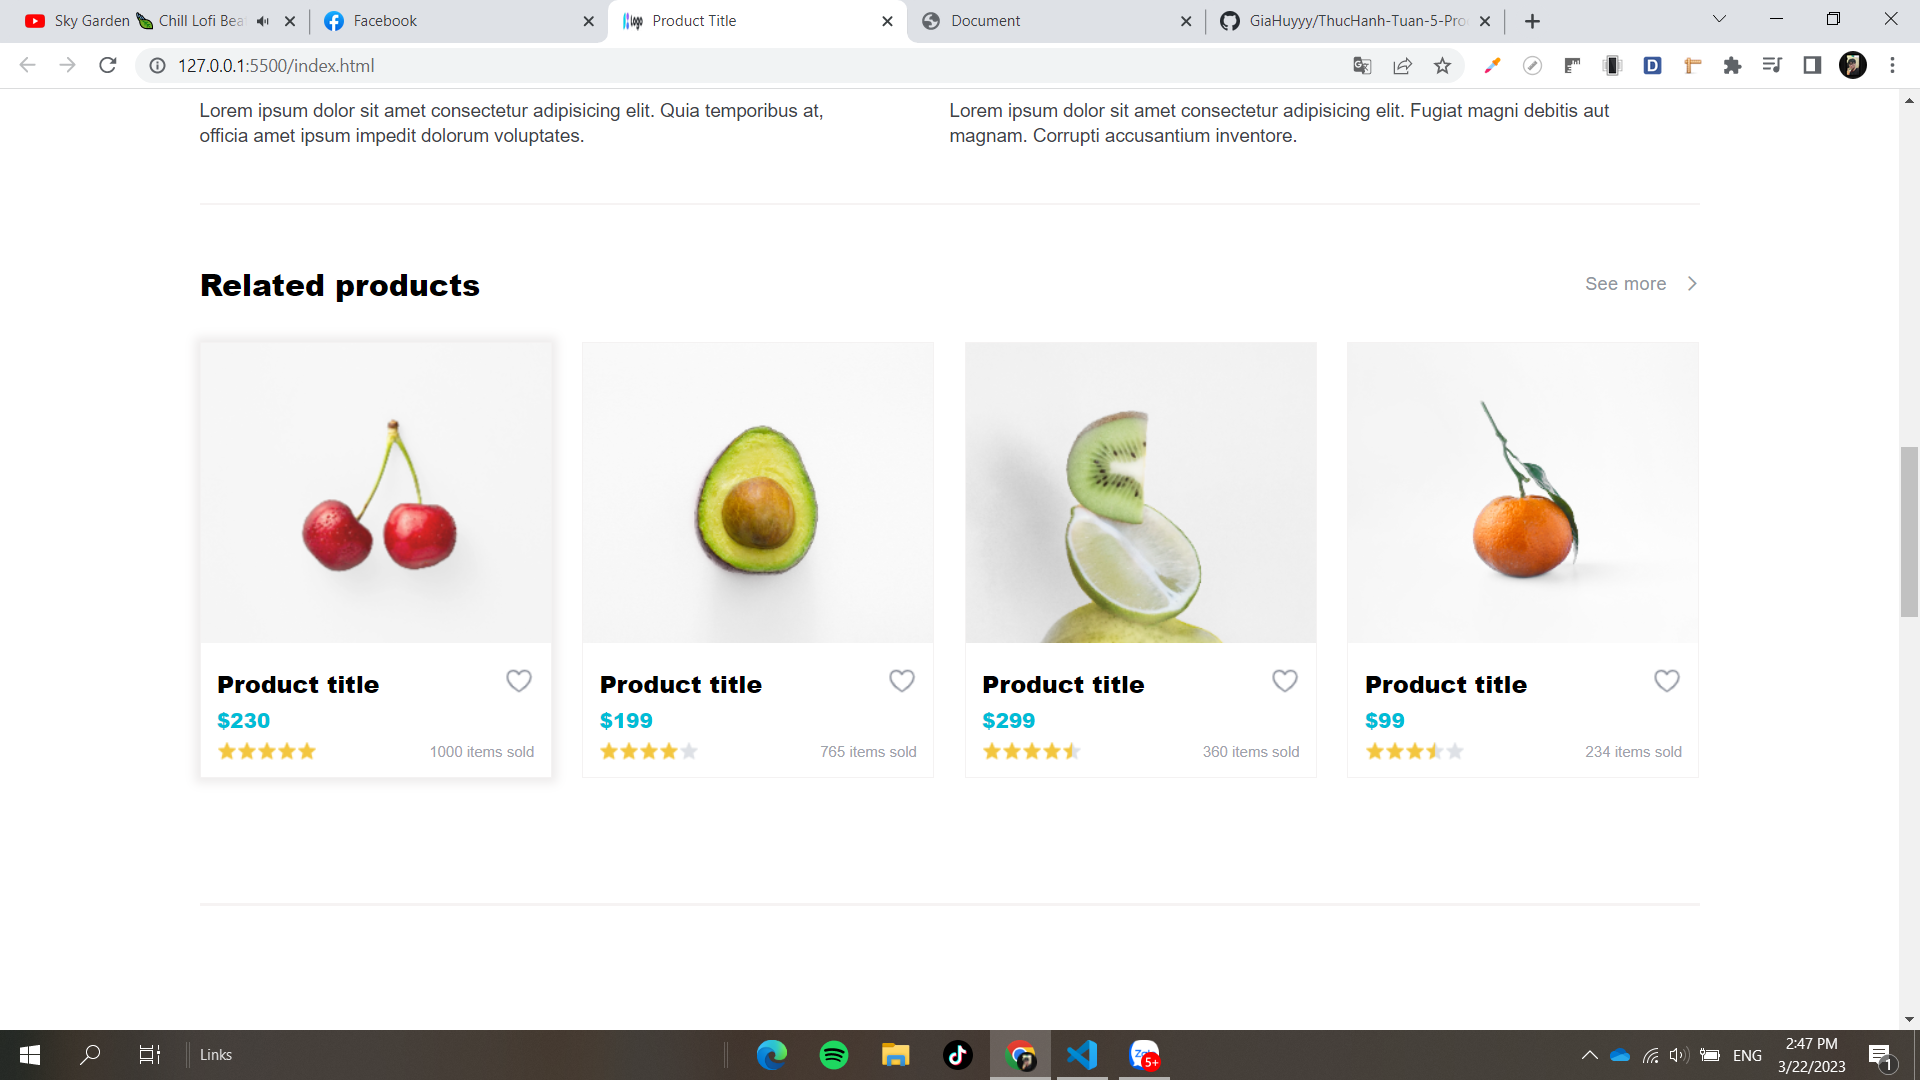 Sky Garden Chill Lofi Bea
Facebook
logo Product Title
Document
GiaHuyyy/ThucHanh-Tuan-5-Pro
127.0.0.1:5500/index.html
D
Lorem ipsum dolor sit amet consectetur adipisicing elit. Quia temporibus at,
officia amet ipsum impedit dolorum voluptates.
Lorem ipsum dolor sit amet consectetur adipisicing elit. Fugiat magni debitis aut
magnam. Corrupti accusantium inventore.
Related products
See more
Product title
$230
1000 items sold
Product title
$199
765 items sold
Product title
$299
360 items sold
Product title
$99
234 items sold
Links
5+
ENG
2:47 PM
3/22/2023
1